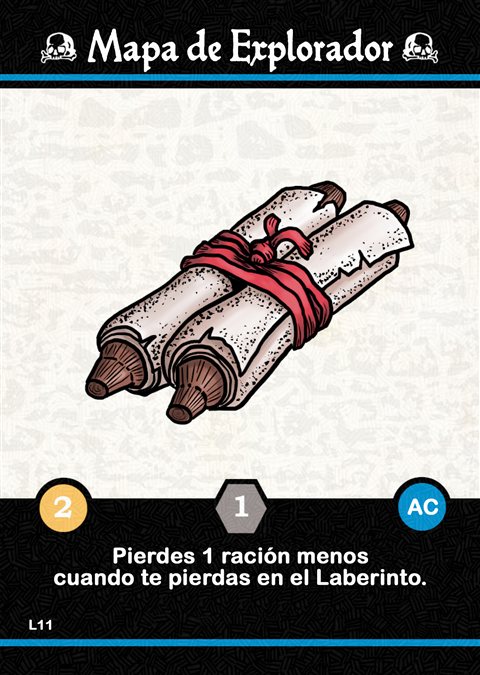 Mapa de Explorador
2 1 AC
Pierdes 1 ración menos
cuando te pierdas en el Laberinto.
L11